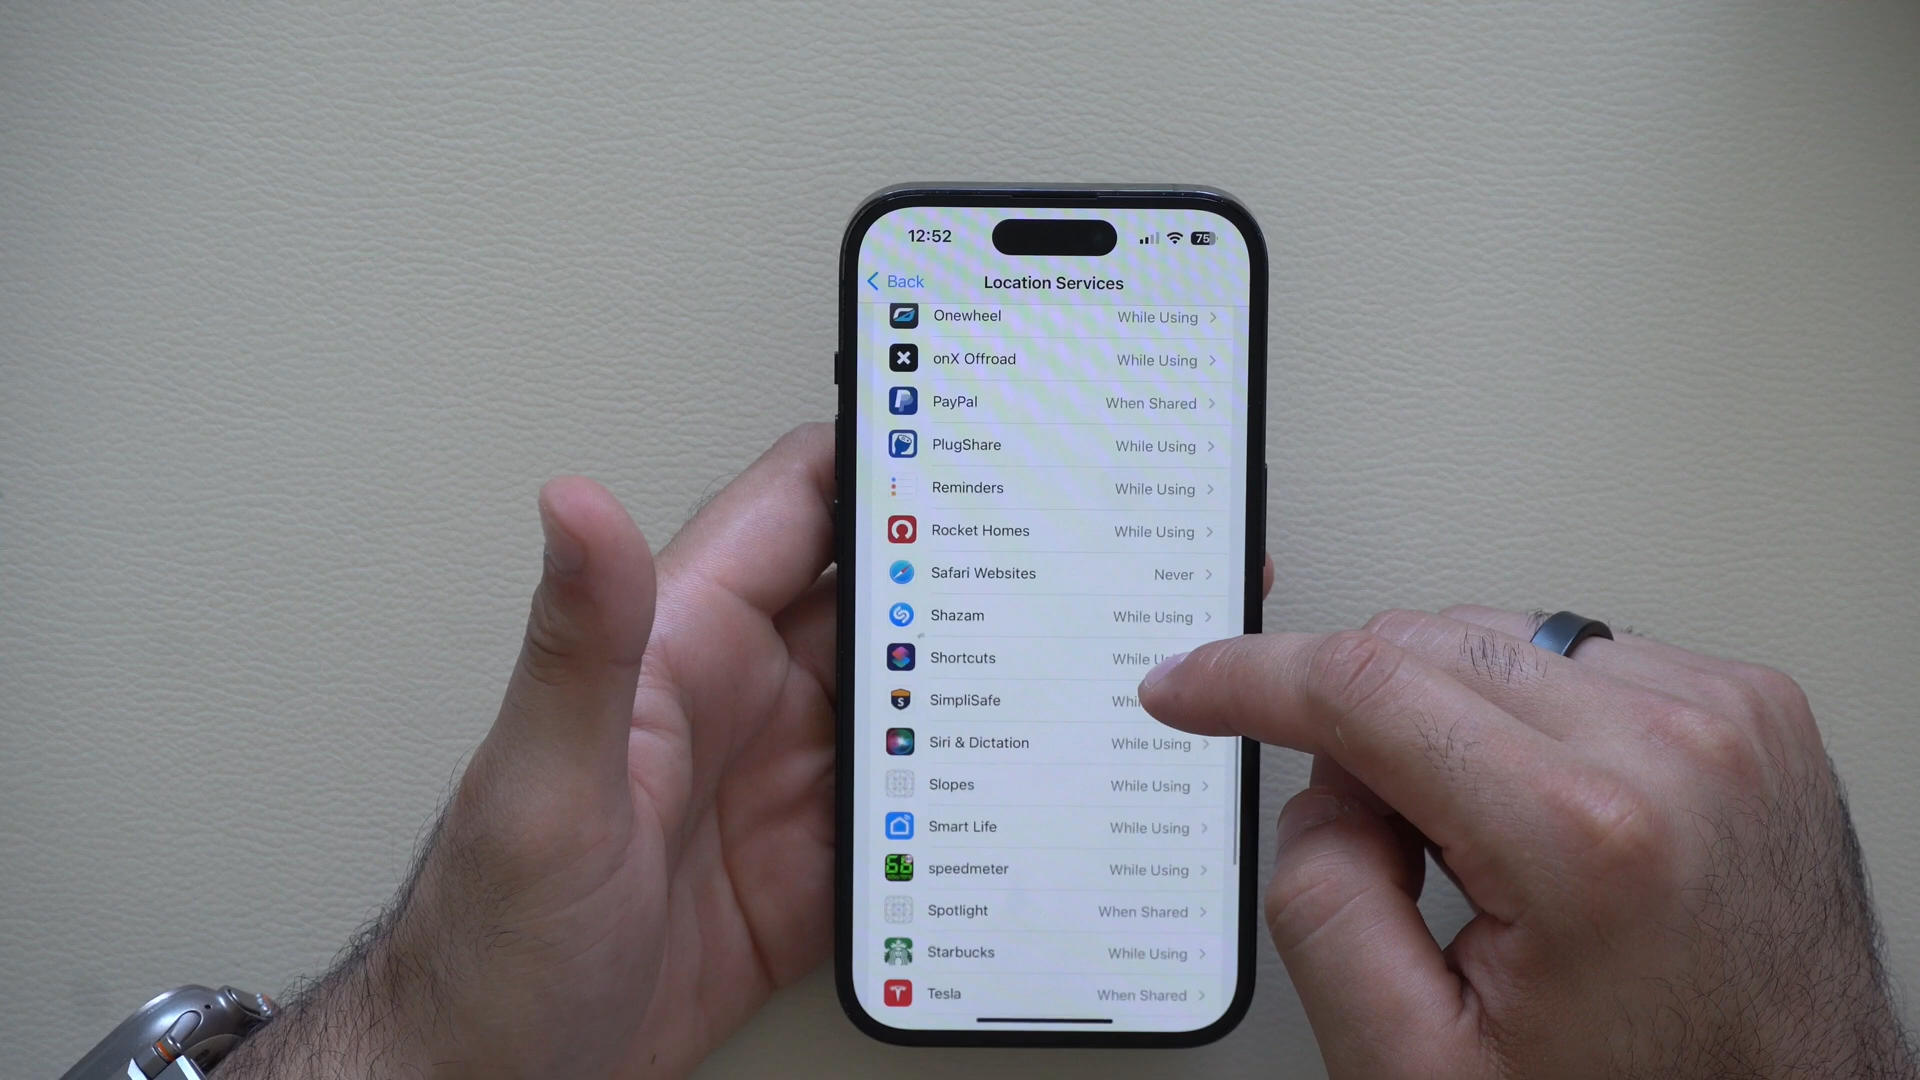 12:52 75
Back Location Services
Onewheel While Using
onX Offroad While Using
PayPal When Shared
PlugShare While Using
Reminders While Using
Rocket Homes While Using
Safari Websites Never
Shazam While Using
Shortcuts While
SimpliSafe
Siri & Dictation While Using
Slopes While Using
Smart Life While Using
speedmeter While Using
Spotlight When Shared
Starbucks While Using
Tesla When Shared